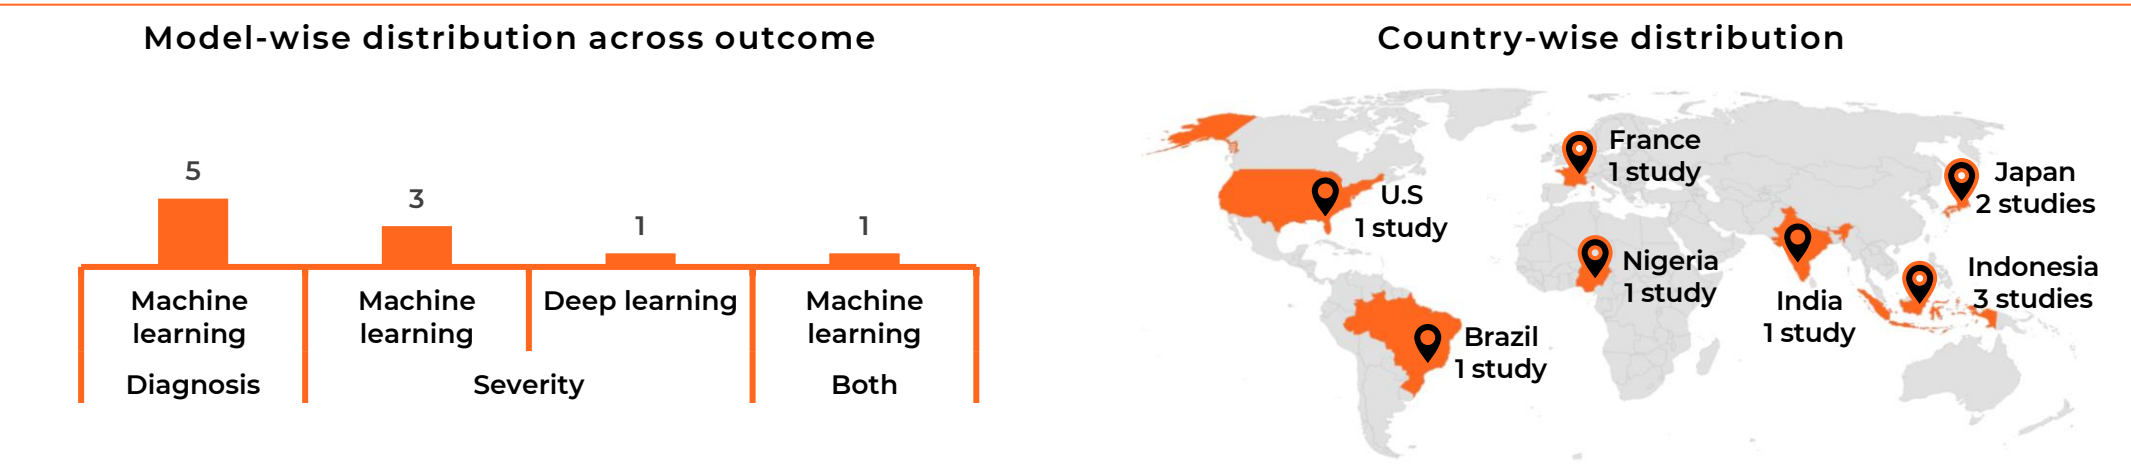 Model-wise distribution across outcome
5
3
1
1
Machine
learning
Machine
learning
Deep learning
Machine
learning
Diagnosis
Severity
Both
Country-wise distribution
France
1 study
U.S
1 study
Japan
2 studies
Nigeria
1 study
India
1 study
Indonesia
3 studies
Brazil
1 study